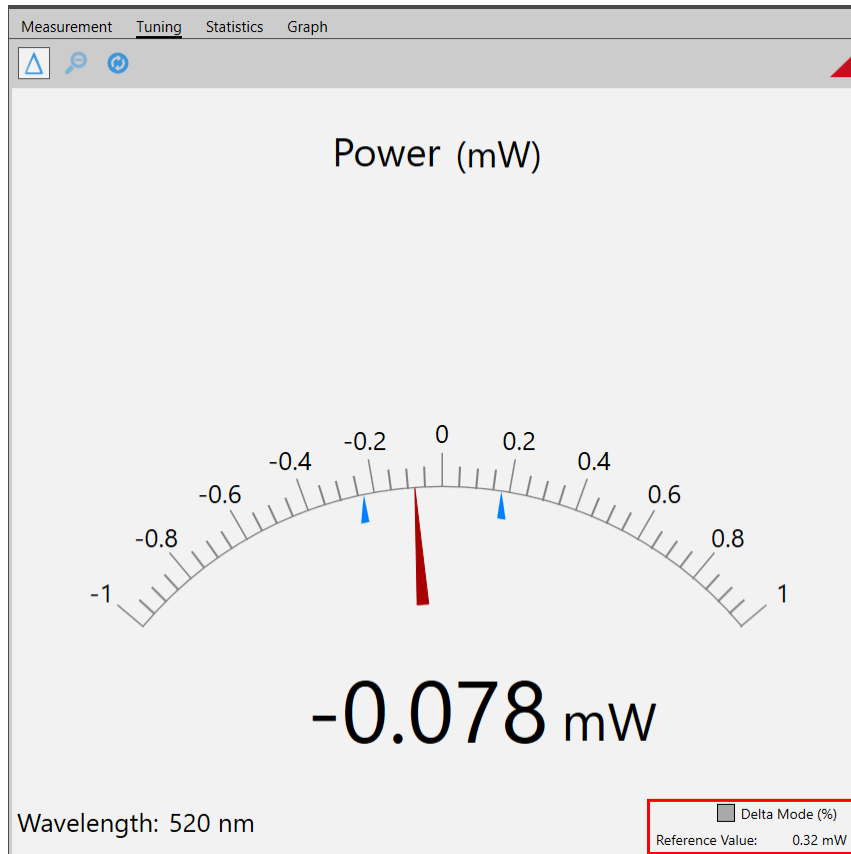 Measurement Tuning Statistics Graph
Power (mW)
-1 -0.8 -0.6 -0.4 -0.2 0 0.2 0.4 0.6 0.8 1
-0.078 mW
Wavelength: 520 nm
Delta Mode (%)
Reference Value: 0.32 mW